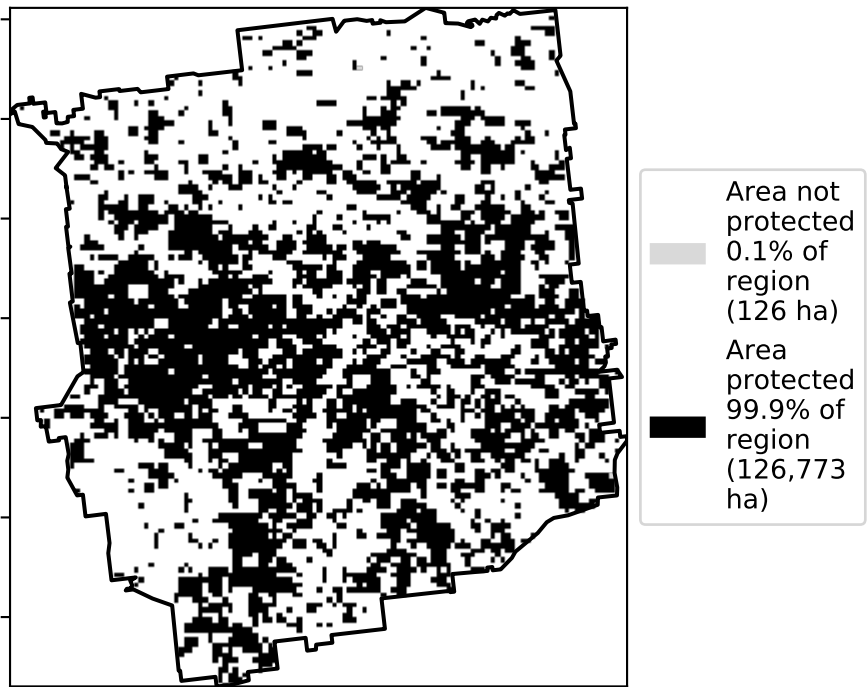 Area not
protected
0.1% of
region
(126 ha)
Area
protected
99.9% of
region
(126,773
ha)